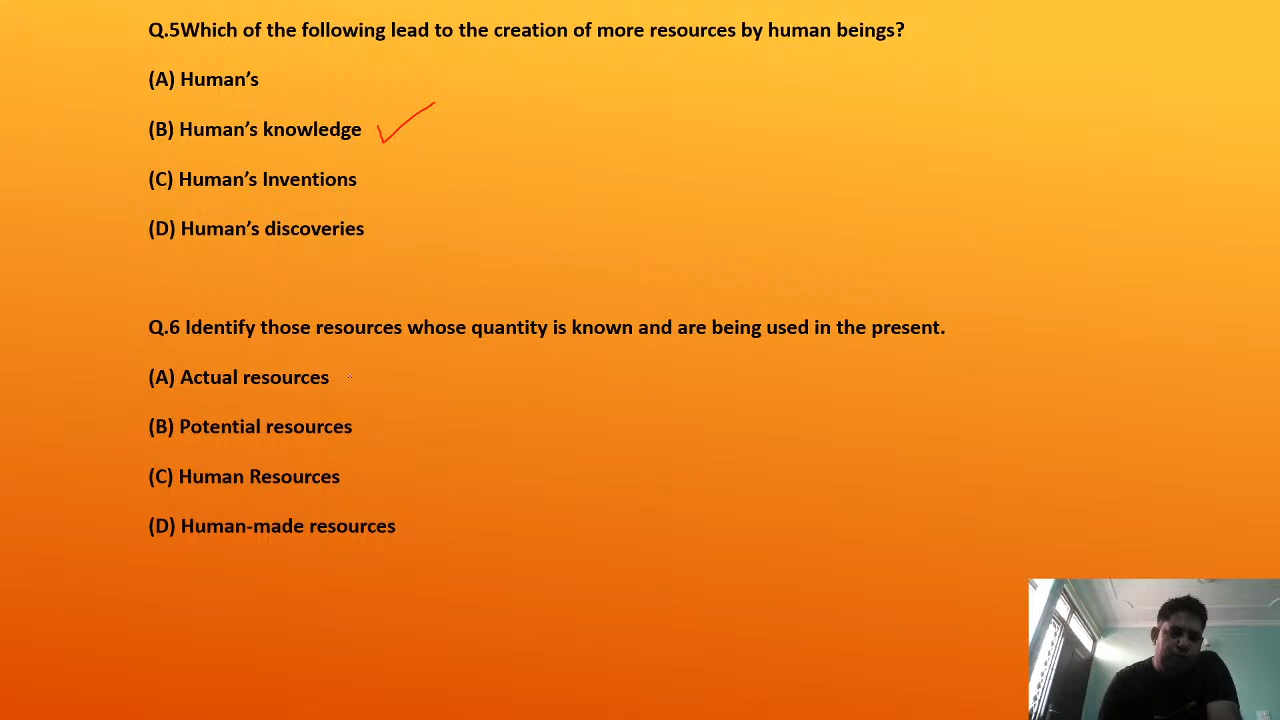 Q.5Which of the following lead to the creation of more resources by human beings?
(A) Human’s
(B) Human’s knowledge
(C) Human’s Inventions
(D) Human’s discoveries
Q.6 Identify those resources whose quantity is known and are being used in the present.
(A) Actual resources
(B) Potential resources
(C) Human Resources
(D) Human-made resources